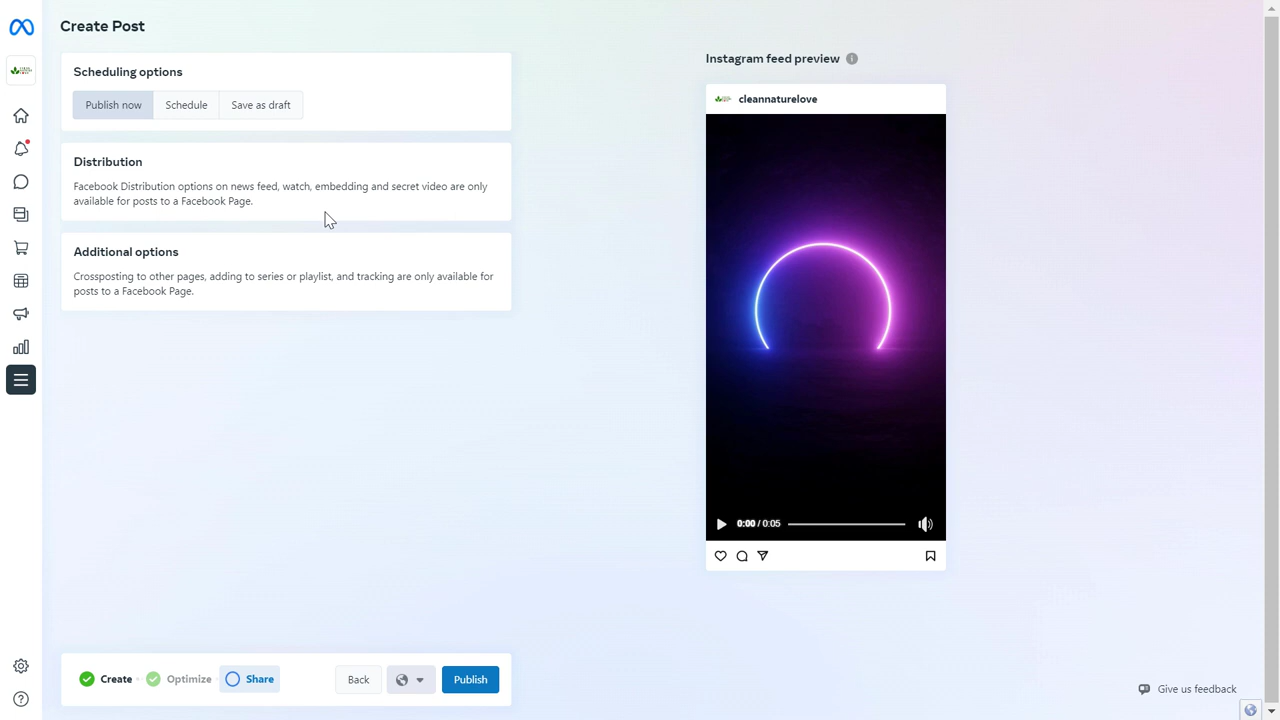 Create Post
Scheduling options
Publish now
Schedule
Save as draft
Distribution
Facebook Distribution options on news feed, watch, embedding and secret video are only
available for posts to a Facebook Page.
Additional options
Crossposting to other pages, adding to series or playlist, and tracking are only available for
posts to a Facebook Page.
Create
Optimize
Share
Back
Publish
Instagram feed preview
cleannaturelove
0:00 / 0:05
Give us feedback